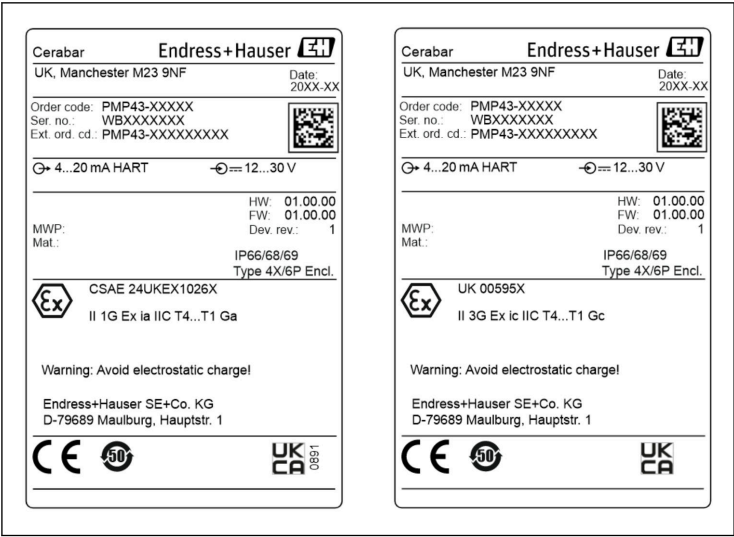 Cerabar Endress+Hauser EH
UK, Manchester M23 9NF
Date:
20XX-XX
Order code: PMP43-XXXXX
Ser. no.: WBXXXXXXX
Ext. ord. cd.: PMP43-XXXXXXXXX
4...20 mA HART 12...30 V
HW: 01.00.00
FW: 01.00.00
MWP: Dev. rev.: 1
Mat.:
IP66/68/69
Type 4X/6P Encl.
Ex CSAE 24UKEX1026X
II 1G Ex ia IIC T4...T1 Ga
Warning: Avoid electrostatic charge!
Endress+Hauser SE+Co. KG
D-79689 Maulburg, Hauptstr. 1
CE 50 UK CA 0891
Cerabar Endress+Hauser EH
UK, Manchester M23 9NF
Date:
20XX-XX
Order code: PMP43-XXXXX
Ser. no.: WBXXXXXXX
Ext. ord. cd.: PMP43-XXXXXXXXX
4...20 mA HART 12...30 V
HW: 01.00.00
FW: 01.00.00
MWP: Dev. rev.: 1
Mat.:
IP66/68/69
Type 4X/6P Encl.
Ex UK 00595X
II 3G Ex ic IIC T4...T1 Gc
Warning: Avoid electrostatic charge!
Endress+Hauser SE+Co. KG
D-79689 Maulburg, Hauptstr. 1
CE 50 UK CA